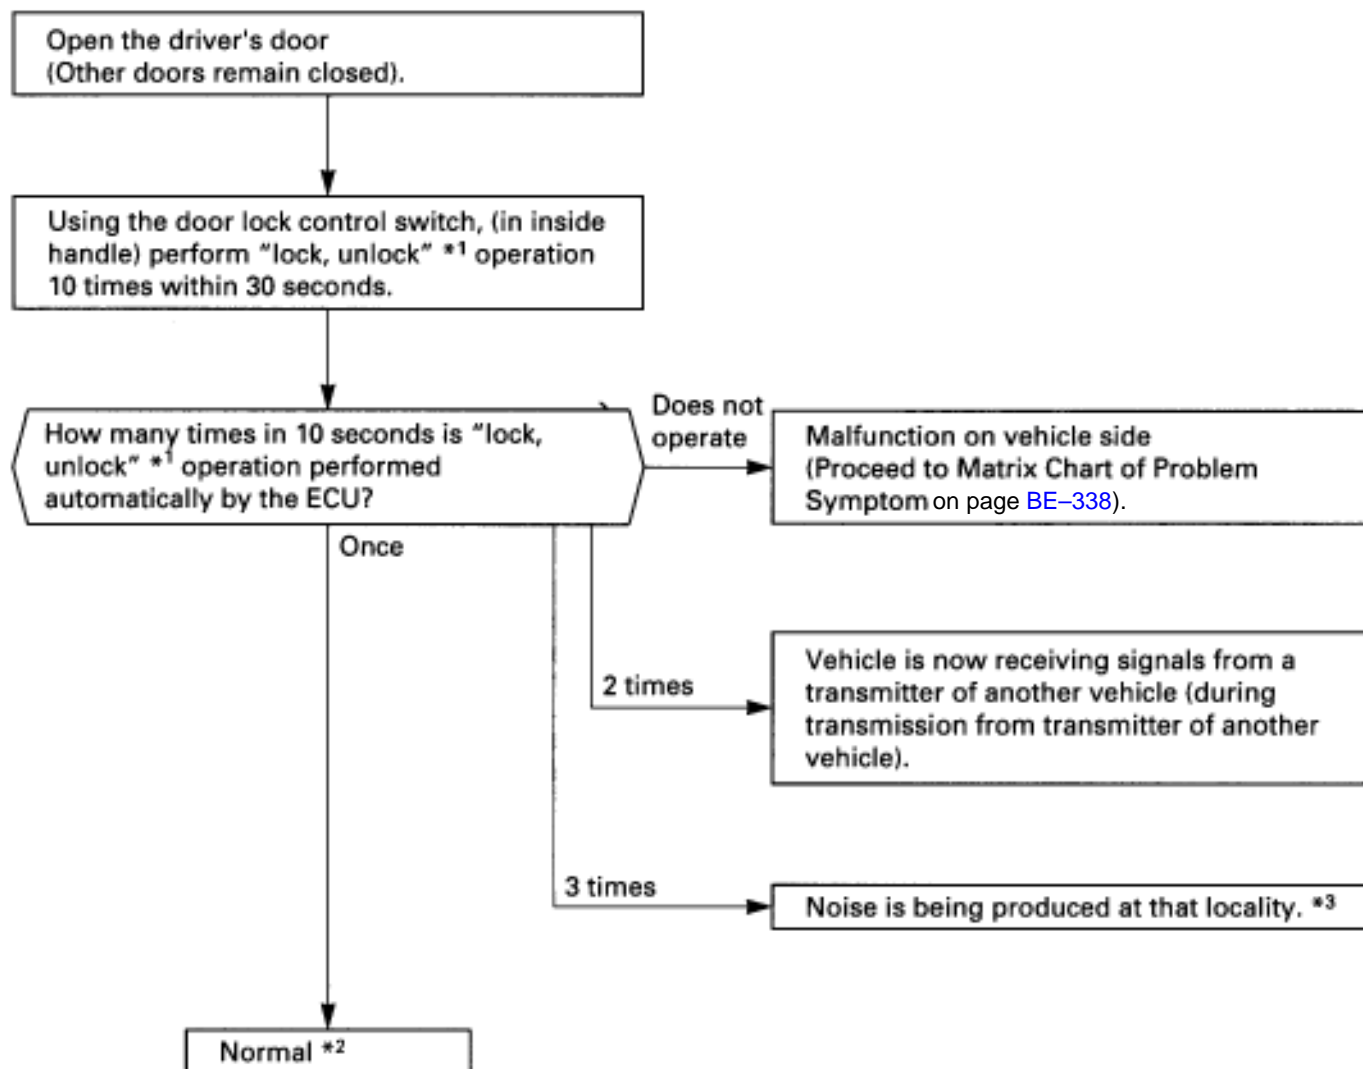 Open the driver's door
(Other doors remain closed).
Using the door lock control switch, (in inside
handle) perform “lock, unlock” *1 operation
10 times within 30 seconds.
How many times in 10 seconds is “lock,
unlock” *1 operation performed
automatically by the ECU?
Does not
operate
Malfunction on vehicle side
(Proceed to Matrix Chart of Problem
Symptom on page BE–338).
Once
2 times
Vehicle is now receiving signals from a
transmitter of another vehicle (during
transmission from transmitter of another
vehicle).
3 times
Noise is being produced at that locality. *3
Normal *2